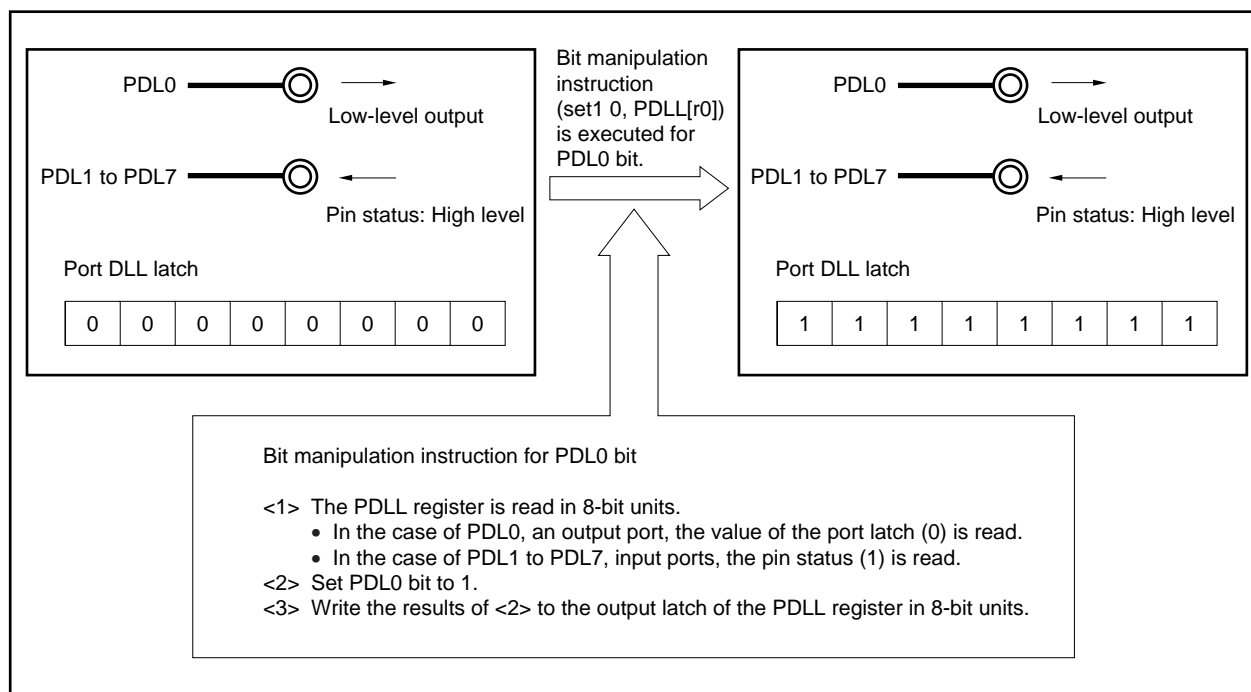 PDL0
Low-level output
PDL1 to PDL7
Pin status: High level
Port DLL latch
0 0 0 0 0 0 0 0
Bit manipulation
instruction
(set1 0, PDLL[r0])
is executed for
PDL0 bit.
PDL0
Low-level output
PDL1 to PDL7
Pin status: High level
Port DLL latch
1 1 1 1 1 1 1 1
Bit manipulation instruction for PDL0 bit
<1> The PDLL register is read in 8-bit units.
• In the case of PDL0, an output port, the value of the port latch (0) is read.
• In the case of PDL1 to PDL7, input ports, the pin status (1) is read.
<2> Set PDL0 bit to 1.
<3> Write the results of <2> to the output latch of the PDLL register in 8-bit units.